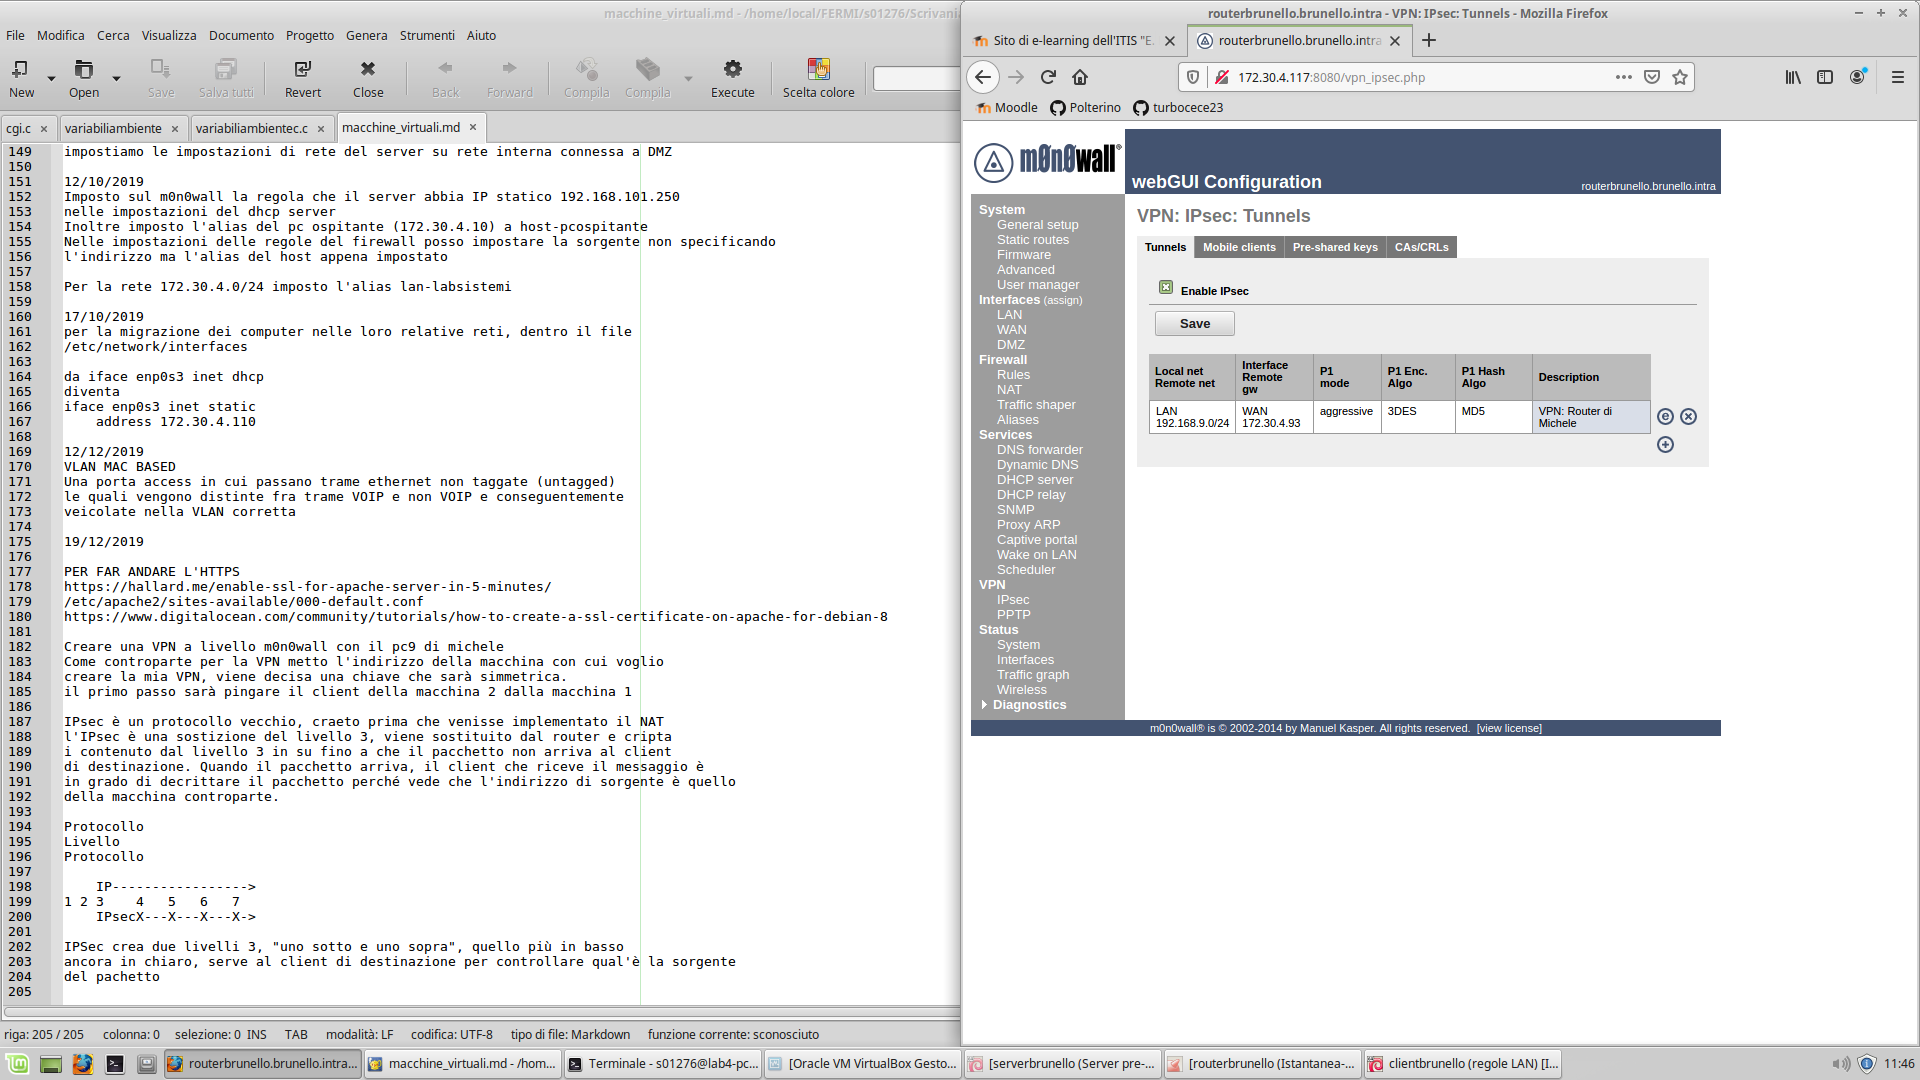 macchine_virtuali.md - /home/local/FERMI/s01276/Scrivani
File Modifica Cerca Visualizza Documento Progetto Genera Strumenti Aiuto
New Open Save Salva tutti Revert Close Back Forward Compila Compila Execute Scelta colore
cgi.c variabiliambiente variabiliambientec.c macchine_virtuali.md
149 impostiamo le impostazioni di rete del server su rete interna connessa a DMZ
150
151 12/10/2019
152 Imposto sul m0n0wall la regola che il server abbia IP statico 192.168.101.250
153 nelle impostazioni del dhcp server
154 Inoltre imposto l'alias del pc ospitante (172.30.4.10) a host-pcospitante
155 Nelle impostazioni delle regole del firewall posso impostare la sorgente non specificando
156 l'indirizzo ma l'alias del host appena impostato
157
158 Per la rete 172.30.4.0/24 imposto l'alias lan-labsistemi
159
160 17/10/2019
161 per la migrazione dei computer nelle loro relative reti, dentro il file
162 /etc/network/interfaces
163
164 da iface enp0s3 inet dhcp
165 diventa
166 iface enp0s3 inet static
167 address 172.30.4.110
168
169 12/12/2019
170 VLAN MAC BASED
171 Una porta access in cui passano trame ethernet non taggate (untagged)
172 le quali vengono distinte fra trame VOIP e non VOIP e conseguentemente
173 veicolate nella VLAN corretta
174
175 19/12/2019
176
177 PER FAR ANDARE L'HTTPS
178 https://hallard.me/enable-ssl-for-apache-server-in-5-minutes/
179 /etc/apache2/sites-available/000-default.conf
180 https://www.digitalocean.com/community/tutorials/how-to-create-a-ssl-certificate-on-apache-for-debian-8
181
182 Creare una VPN a livello m0n0wall con il pc9 di michele
183 Come controparte per la VPN metto l'indirizzo della macchina con cui voglio
184 creare la mia VPN, viene decisa una chiave che sarà simmetrica.
185 il primo passo sarà pingare il client della macchina 2 dalla macchina 1
186
187 IPsec è un protocollo vecchio, craeto prima che venisse implementato il NAT
188 l'IPsec è una sostizione del livello 3, viene sostituito dal router e cripta
189 i contenuto dal livello 3 in su fino a che il pacchetto non arriva al client
190 di destinazione. Quando il pacchetto arriva, il client che riceve il messaggio è
191 in grado di decrittare il pacchetto perché vede che l'indirizzo di sorgente è quello
192 della macchina controparte.
193
194 Protocollo
195 Livello
196 Protocollo
197
198 IP----------------->
199 1 2 3 4 5 6 7
200 IPsecX---X---X---X->
201
202 IPSec crea due livelli 3, "uno sotto e uno sopra", quello più in basso
203 ancora in chiaro, serve al client di destinazione per controllare qual'è la sorgente
204 del pachetto
205
riga: 205 / 205 colonna: 0 selezione: 0 INS TAB modalità: LF codifica: UTF-8 tipo di file: Markdown funzione corrente: sconosciuto
routerbrunello.brunello.intra - VPN: IPsec: Tunnels - Mozilla Firefox
Sito di e-learning dell'ITIS "E. routerbrunello.brunello.intra
172.30.4.117:8080/vpn_ipsec.php
Moodle Polterino turbocece23
m0n0wall®
webGUI Configuration
routerbrunello.brunello.intra
System
General setup
Static routes
Firmware
Advanced
User manager
Interfaces (assign)
LAN
WAN
DMZ
Firewall
Rules
NAT
Traffic shaper
Aliases
Services
DNS forwarder
Dynamic DNS
DHCP server
DHCP relay
SNMP
Proxy ARP
Captive portal
Wake on LAN
Scheduler
VPN
IPsec
PPTP
Status
System
Interfaces
Traffic graph
Wireless
Diagnostics
VPN: IPsec: Tunnels
Tunnels Mobile clients Pre-shared keys CAs/CRLs
Enable IPsec
Save
Local net Remote net
Interface Remote gw
P1 mode
P1 Enc. Algo
P1 Hash Algo
Description
LAN 192.168.9.0/24
WAN 172.30.4.93
aggressive
3DES
MD5
VPN: Router di Michele
m0n0wall® is © 2002-2014 by Manuel Kasper. All rights reserved. [view license]
routerbrunello.brunello.intra... macchine_virtuali.md - /hom... Terminale - s01276@lab4-pc... [Oracle VM VirtualBox Gesto... [serverbrunello (Server pre-... [routerbrunello (Istantanea-... clientbrunello (regole LAN) [I... 11:46